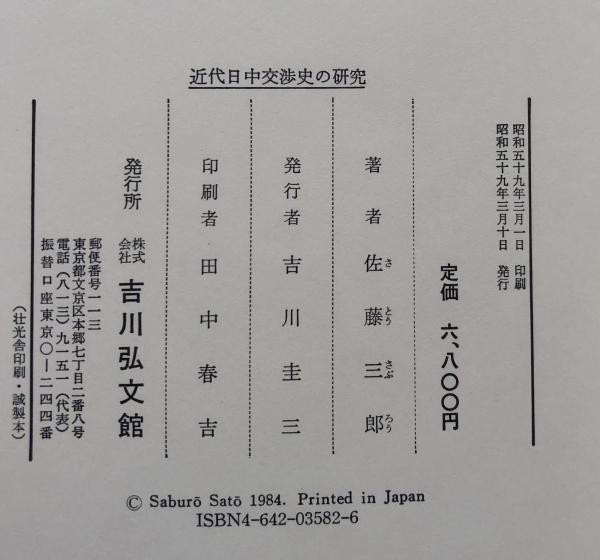 近代日中交渉史の研究
昭和五十九年三月一日 印刷
昭和五十九年三月十日 発行
定価 六、八〇〇円
著者 佐藤三郎
さとうさぶろう
発行者 吉川圭三
印刷者 田中春吉
発行所 株式会社 吉川弘文館
郵便番号一一三
東京都文京区本郷七丁目二番八号
電話(八一三)九一五一(代表)
振替口座東京〇―二四四番
(壮光舎印刷・誠製本)
© Saburō Satō 1984. Printed in Japan
ISBN4-642-03582-6